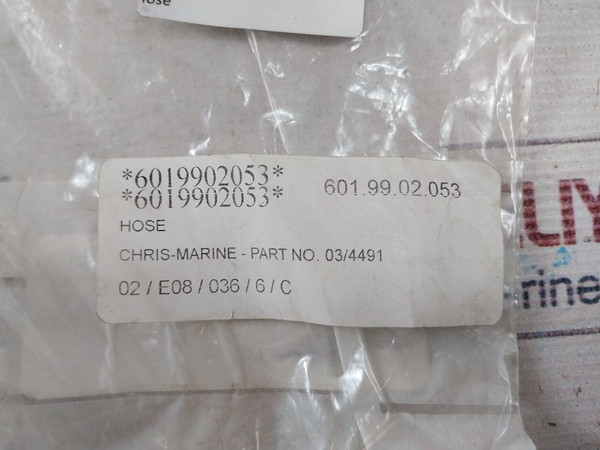 Hose
*6019902053*
*6019902053*
601.99.02.053
HOSE
CHRIS-MARINE - PART NO. 03/4491
02 / E08 / 036 / 6 / C